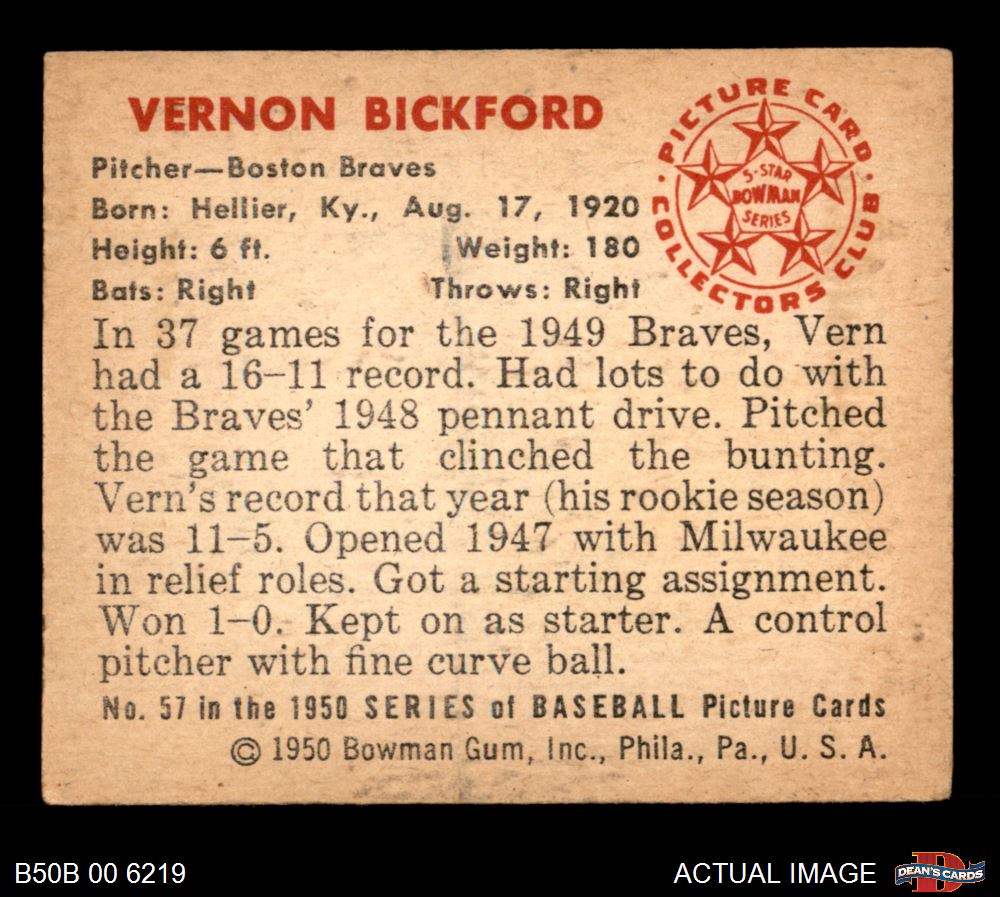 VERNON BICKFORD
Pitcher—Boston Braves
Born: Hellier, Ky., Aug. 17, 1920
Height: 6 ft. Weight: 180
Bats: Right Throws: Right
PICTURE CARD
COLLECTORS CLUB
5-STAR
BOWMAN
SERIES
In 37 games for the 1949 Braves, Vern
had a 16–11 record. Had lots to do with
the Braves’ 1948 pennant drive. Pitched
the game that clinched the bunting.
Vern’s record that year (his rookie season)
was 11–5. Opened 1947 with Milwaukee
in relief roles. Got a starting assignment.
Won 1–0. Kept on as starter. A control
pitcher with fine curve ball.
No. 57 in the 1950 SERIES of BASEBALL Picture Cards
© 1950 Bowman Gum, Inc., Phila., Pa., U. S. A.
B50B 00 6219
ACTUAL IMAGE
D
DEAN'S CARDS